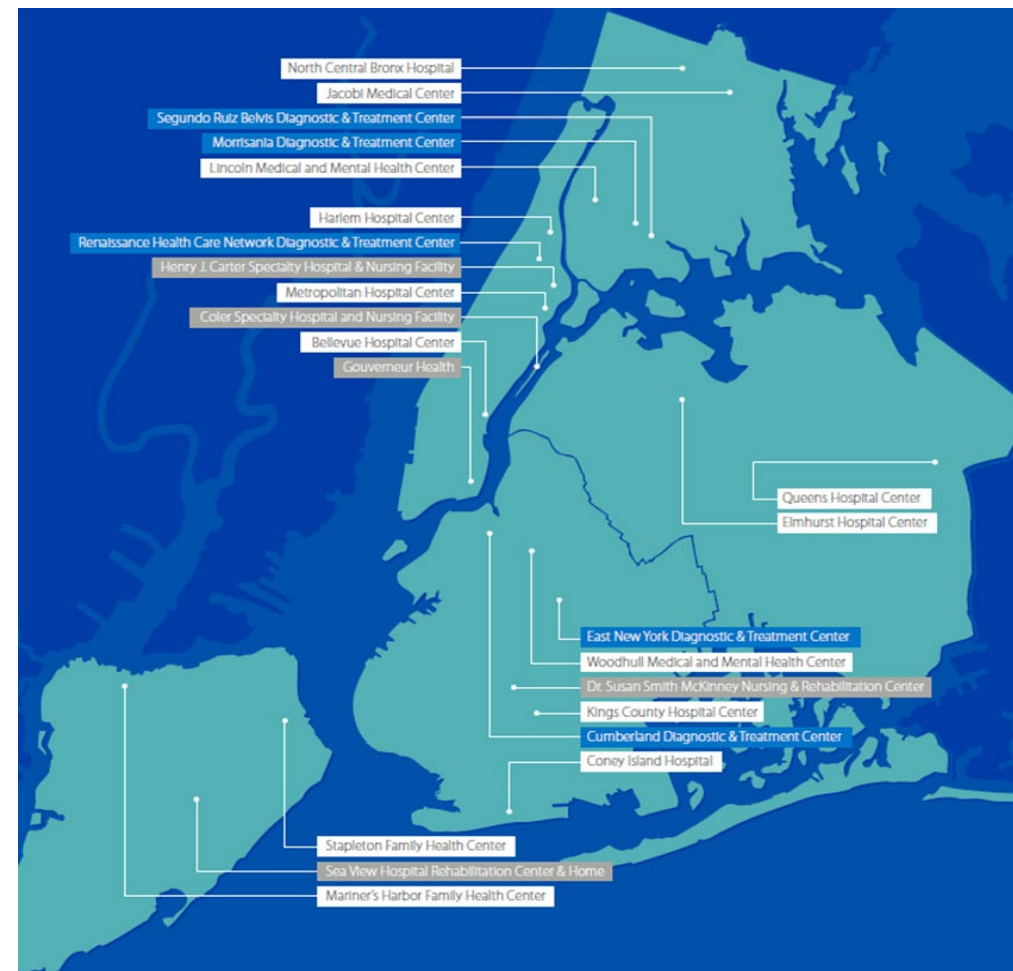 North Central Bronx Hospital
Jacobi Medical Center
Segundo Ruiz Belvis Diagnostic & Treatment Center
Morrisania Diagnostic & Treatment Center
Lincoln Medical and Mental Health Center
Harlem Hospital Center
Renaissance Health Care Network Diagnostic & Treatment Center
Henry J. Carter Specialty Hospital & Nursing Facility
Metropolitan Hospital Center
Coler Specialty Hospital and Nursing Facility
Bellevue Hospital Center
Gouverneur Health
Queens Hospital Center
Elmhurst Hospital Center
East New York Diagnostic & Treatment Center
Woodhull Medical and Mental Health Center
Dr. Susan Smith McKinney Nursing & Rehabilitation Center
Kings County Hospital Center
Cumberland Diagnostic & Treatment Center
Coney Island Hospital
Stapleton Family Health Center
Sea View Hospital Rehabilitation Center & Home
Mariner's Harbor Family Health Center